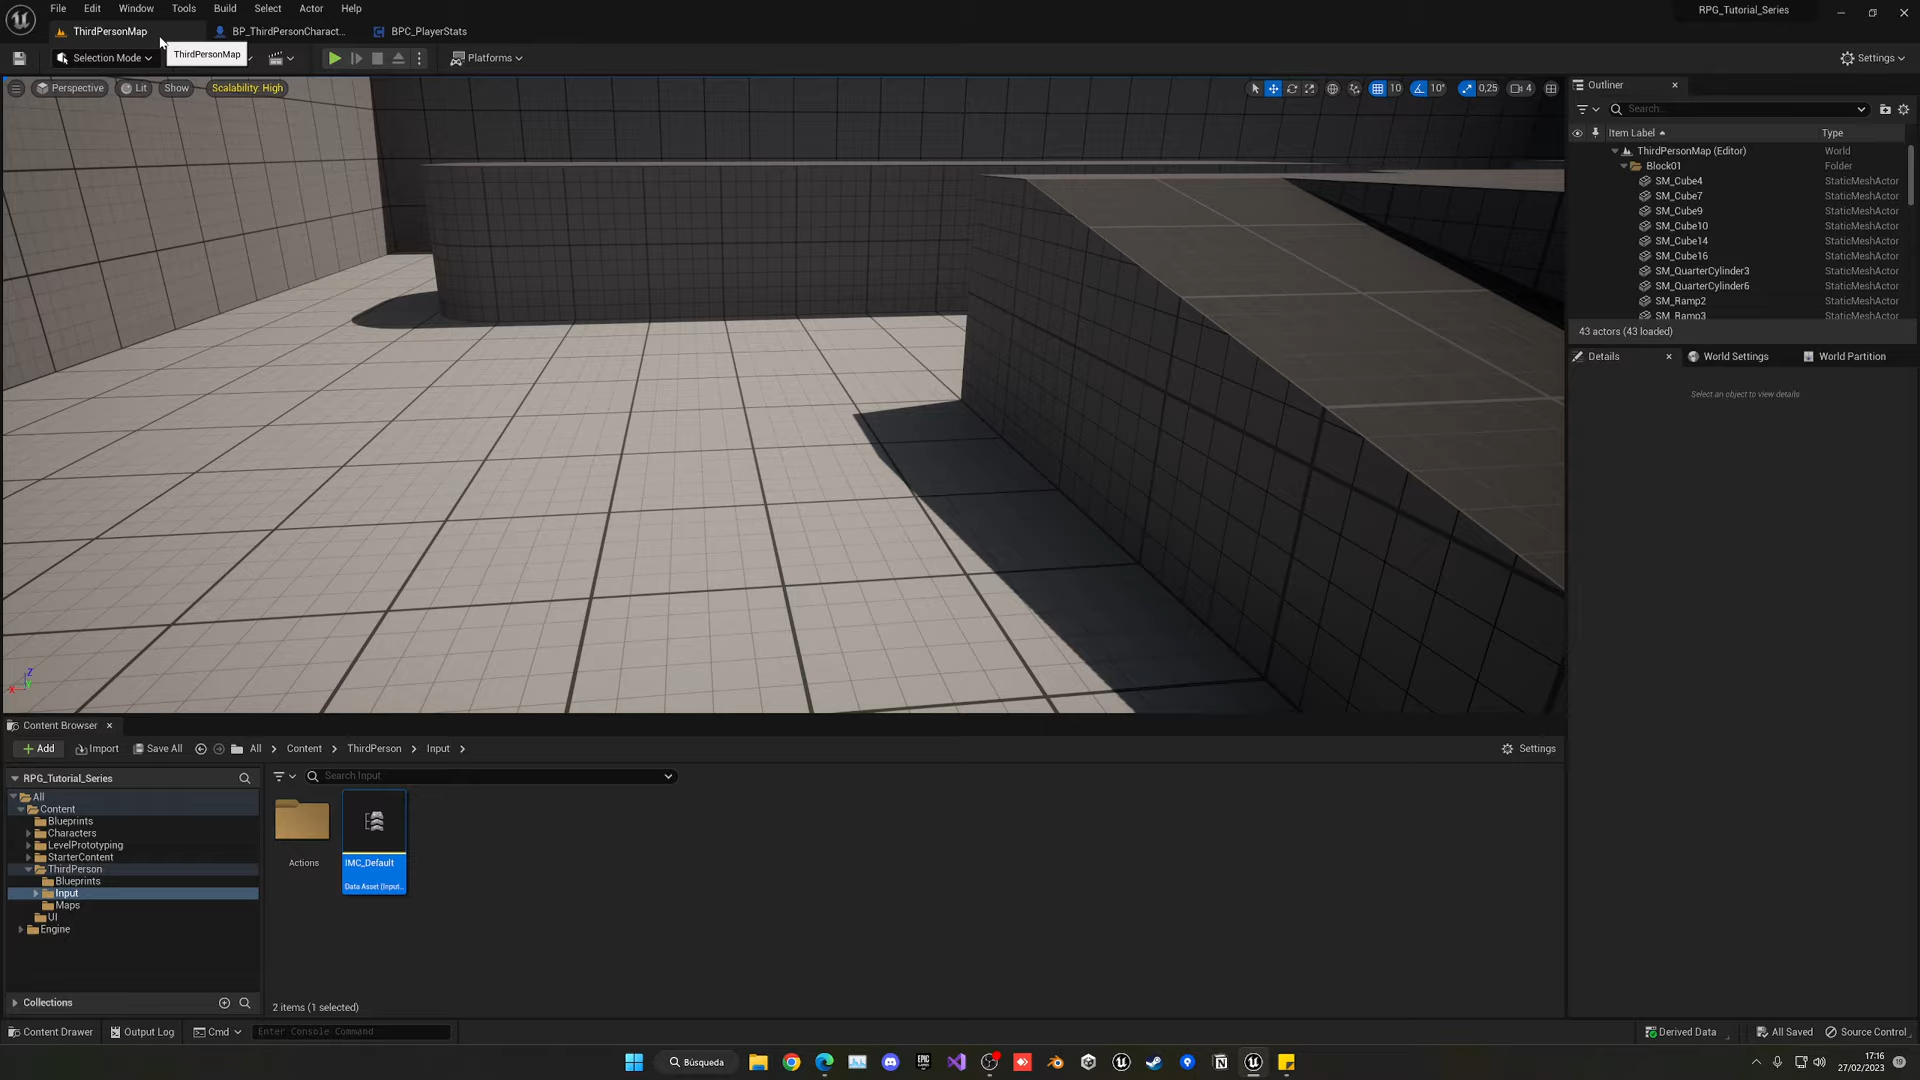 File Edit Window Tools Build Select Actor Help
RPG_Tutorial_Series
ThirdPersonMap
BP_ThirdPersonCharact...
BPC_PlayerStats
Selection Mode
ThirdPersonMap
Platforms
Settings
Perspective
Lit
Show
Scalability: High
10
10°
0,25
4
Outliner
Search...
Item Label
Type
ThirdPersonMap (Editor) World
Block01 Folder
SM_Cube4 StaticMeshActor
SM_Cube7 StaticMeshActor
SM_Cube9 StaticMeshActor
SM_Cube10 StaticMeshActor
SM_Cube14 StaticMeshActor
SM_Cube16 StaticMeshActor
SM_QuarterCylinder3 StaticMeshActor
SM_QuarterCylinder6 StaticMeshActor
SM_Ramp2 StaticMeshActor
SM_Ramp3 StaticMeshActor
43 actors (43 loaded)
Details
World Settings
World Partition
Select an object to view details
Z
X
Content Browser
Add
Import
Save All
All > Content > ThirdPerson > Input >
Settings
RPG_Tutorial_Series
Search Input
All
Content
Blueprints
Characters
LevelPrototyping
StarterContent
ThirdPerson
Blueprints
Input
Maps
UI
Engine
Actions
IMC_Default
Data Asset (Input...
Collections
2 items (1 selected)
Content Drawer
Output Log
Cmd
Enter Console Command
Derived Data
All Saved
Source Control
Búsqueda
EPIC
17:16
27/02/2023
19